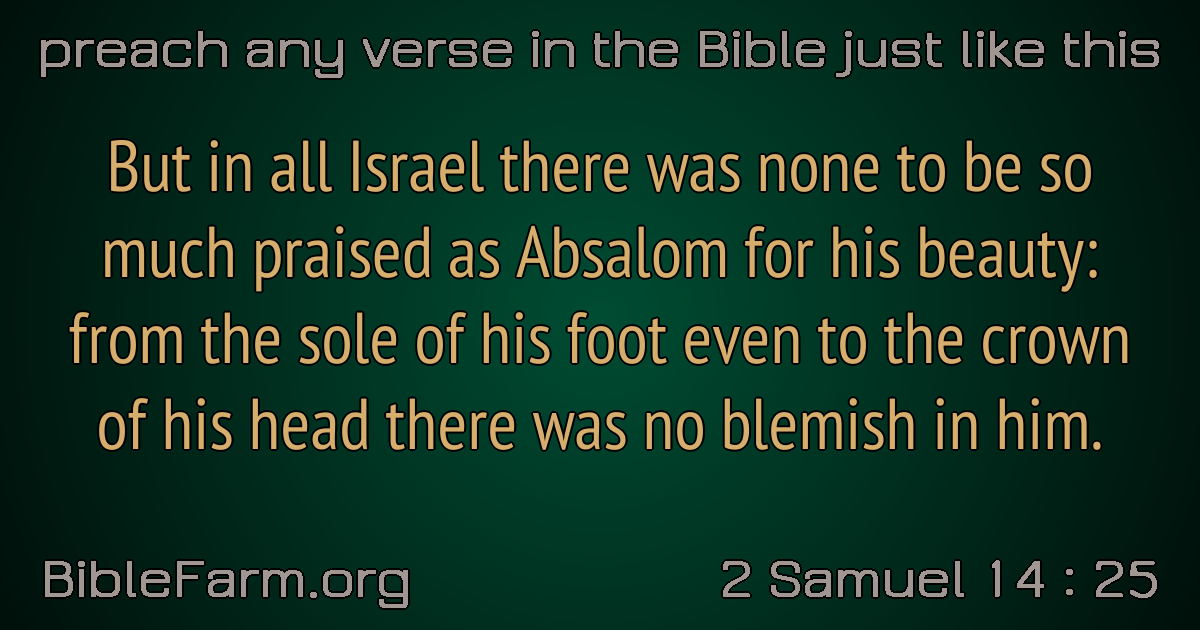 preach any verse in the Bible just like this
But in all Israel there was none to be so
much praised as Absalom for his beauty:
from the sole of his foot even to the crown
of his head there was no blemish in him.
BibleFarm.org
2 Samuel 14 : 25